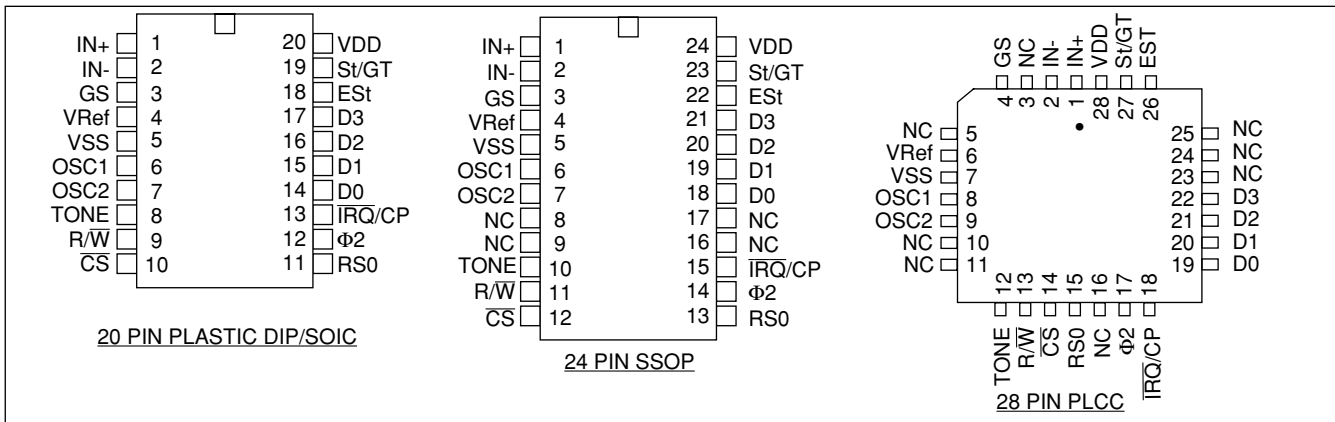 IN+ 1 20 VDD
IN- 2 19 St/GT
GS 3 18 ESt
VRef 4 17 D3
VSS 5 16 D2
OSC1 6 15 D1
OSC2 7 14 D0
TONE 8 13 I̅R̅Q̅/CP
R/W̅ 9 12 Φ2
C̅S̅ 10 11 RS0
20 PIN PLASTIC DIP/SOIC
IN+ 1 24 VDD
IN- 2 23 St/GT
GS 3 22 ESt
VRef 4 21 D3
VSS 5 20 D2
OSC1 6 19 D1
OSC2 7 18 D0
NC 8 17 NC
NC 9 16 NC
TONE 10 15 I̅R̅Q̅/CP
R/W̅ 11 14 Φ2
C̅S̅ 12 13 RS0
24 PIN SSOP
GS NC IN- IN+ VDD St/GT EST
4 3 2 1 28 27 26
NC 5 25 NC
VRef 6 24 NC
VSS 7 23 NC
OSC1 8 22 D3
OSC2 9 21 D2
NC 10 20 D1
NC 11 19 D0
12 13 14 15 16 17 18
TONE R/W̅ C̅S̅ RS0 NC Φ2 I̅R̅Q̅/CP
28 PIN PLCC